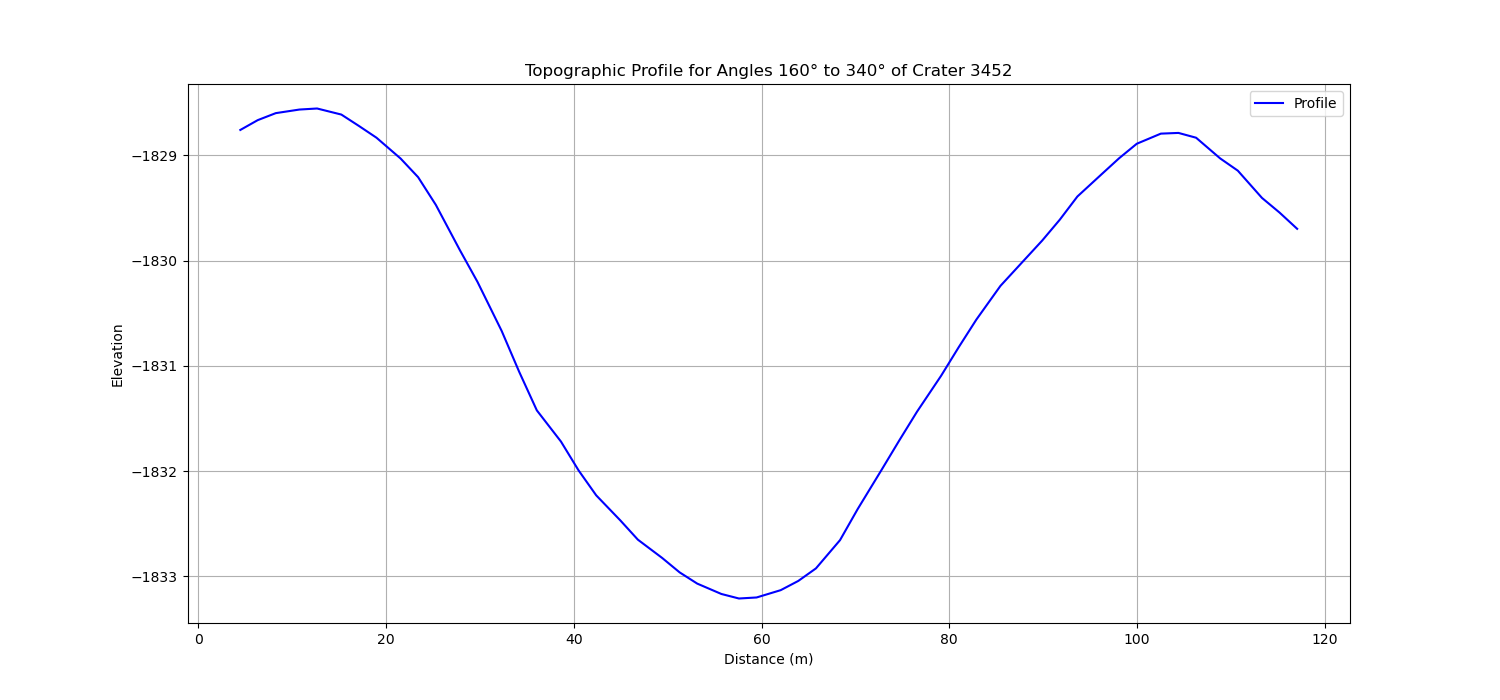 Topographic Profile for Angles 160° to 340° of Crater 3452
Profile
−1829
−1830
−1831
−1832
−1833
Elevation
0 20 40 60 80 100 120
Distance (m)